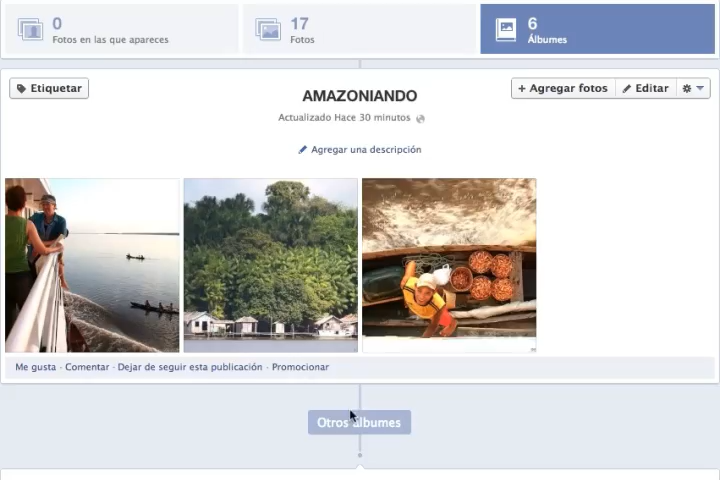 0
Fotos en las que apareces
17
Fotos
6
Álbumes
Etiquetar
AMAZONIANDO
+ Agregar fotos
Editar
Actualizado Hace 30 minutos
Agregar una descripción
Me gusta · Comentar · Dejar de seguir esta publicación · Promocionar
Otros álbumes